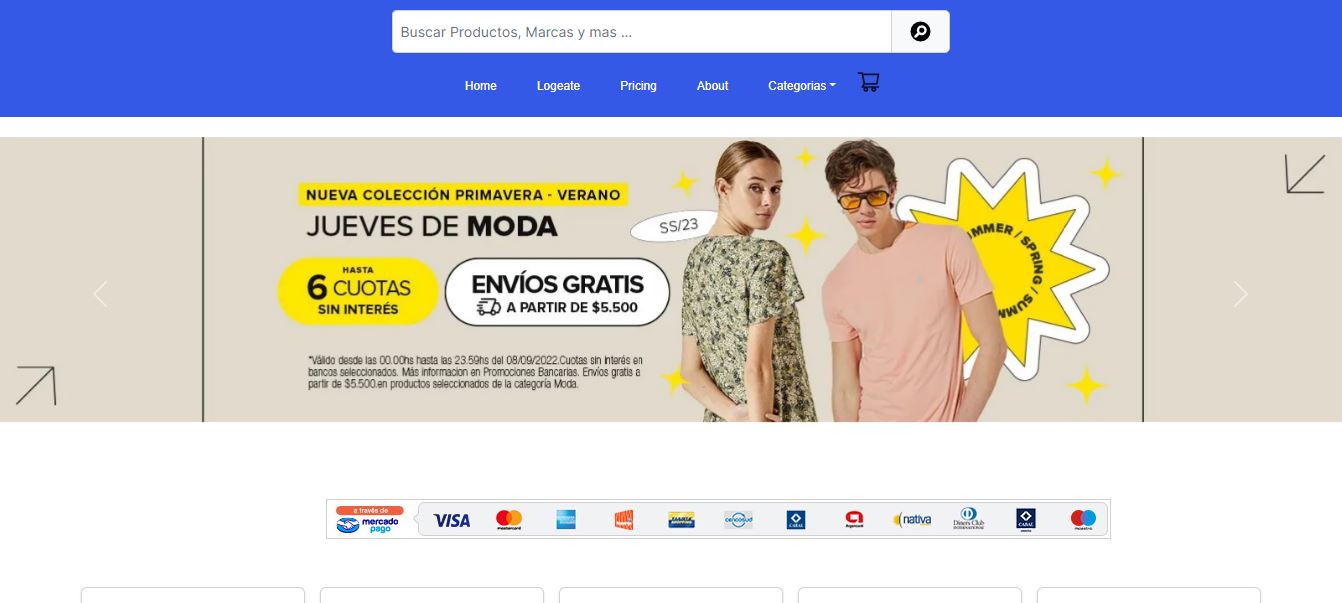 Buscar Productos, Marcas y mas ...
Home Logeate Pricing About Categorias
NUEVA COLECCIÓN PRIMAVERA - VERANO
JUEVES DE MODA
SS/23
HASTA
6 CUOTAS
SIN INTERÉS
ENVÍOS GRATIS
A PARTIR DE $5.500
UMMER / SPRING / SUMM
*Válido desde las 00.00hs hasta las 23.59hs del 08/09/2022.Cuotas sin interés en
bancos seleccionados. Más informacion en Promociones Bancarias. Envíos gratis a
partir de $5.500.en productos seleccionados de la categoría Moda.
a través de
mercado
pago
VISA
mastercard
cencosud
CABAL
Argencard
nativa
Diners Club
INTERNATIONAL
CABAL
maestro